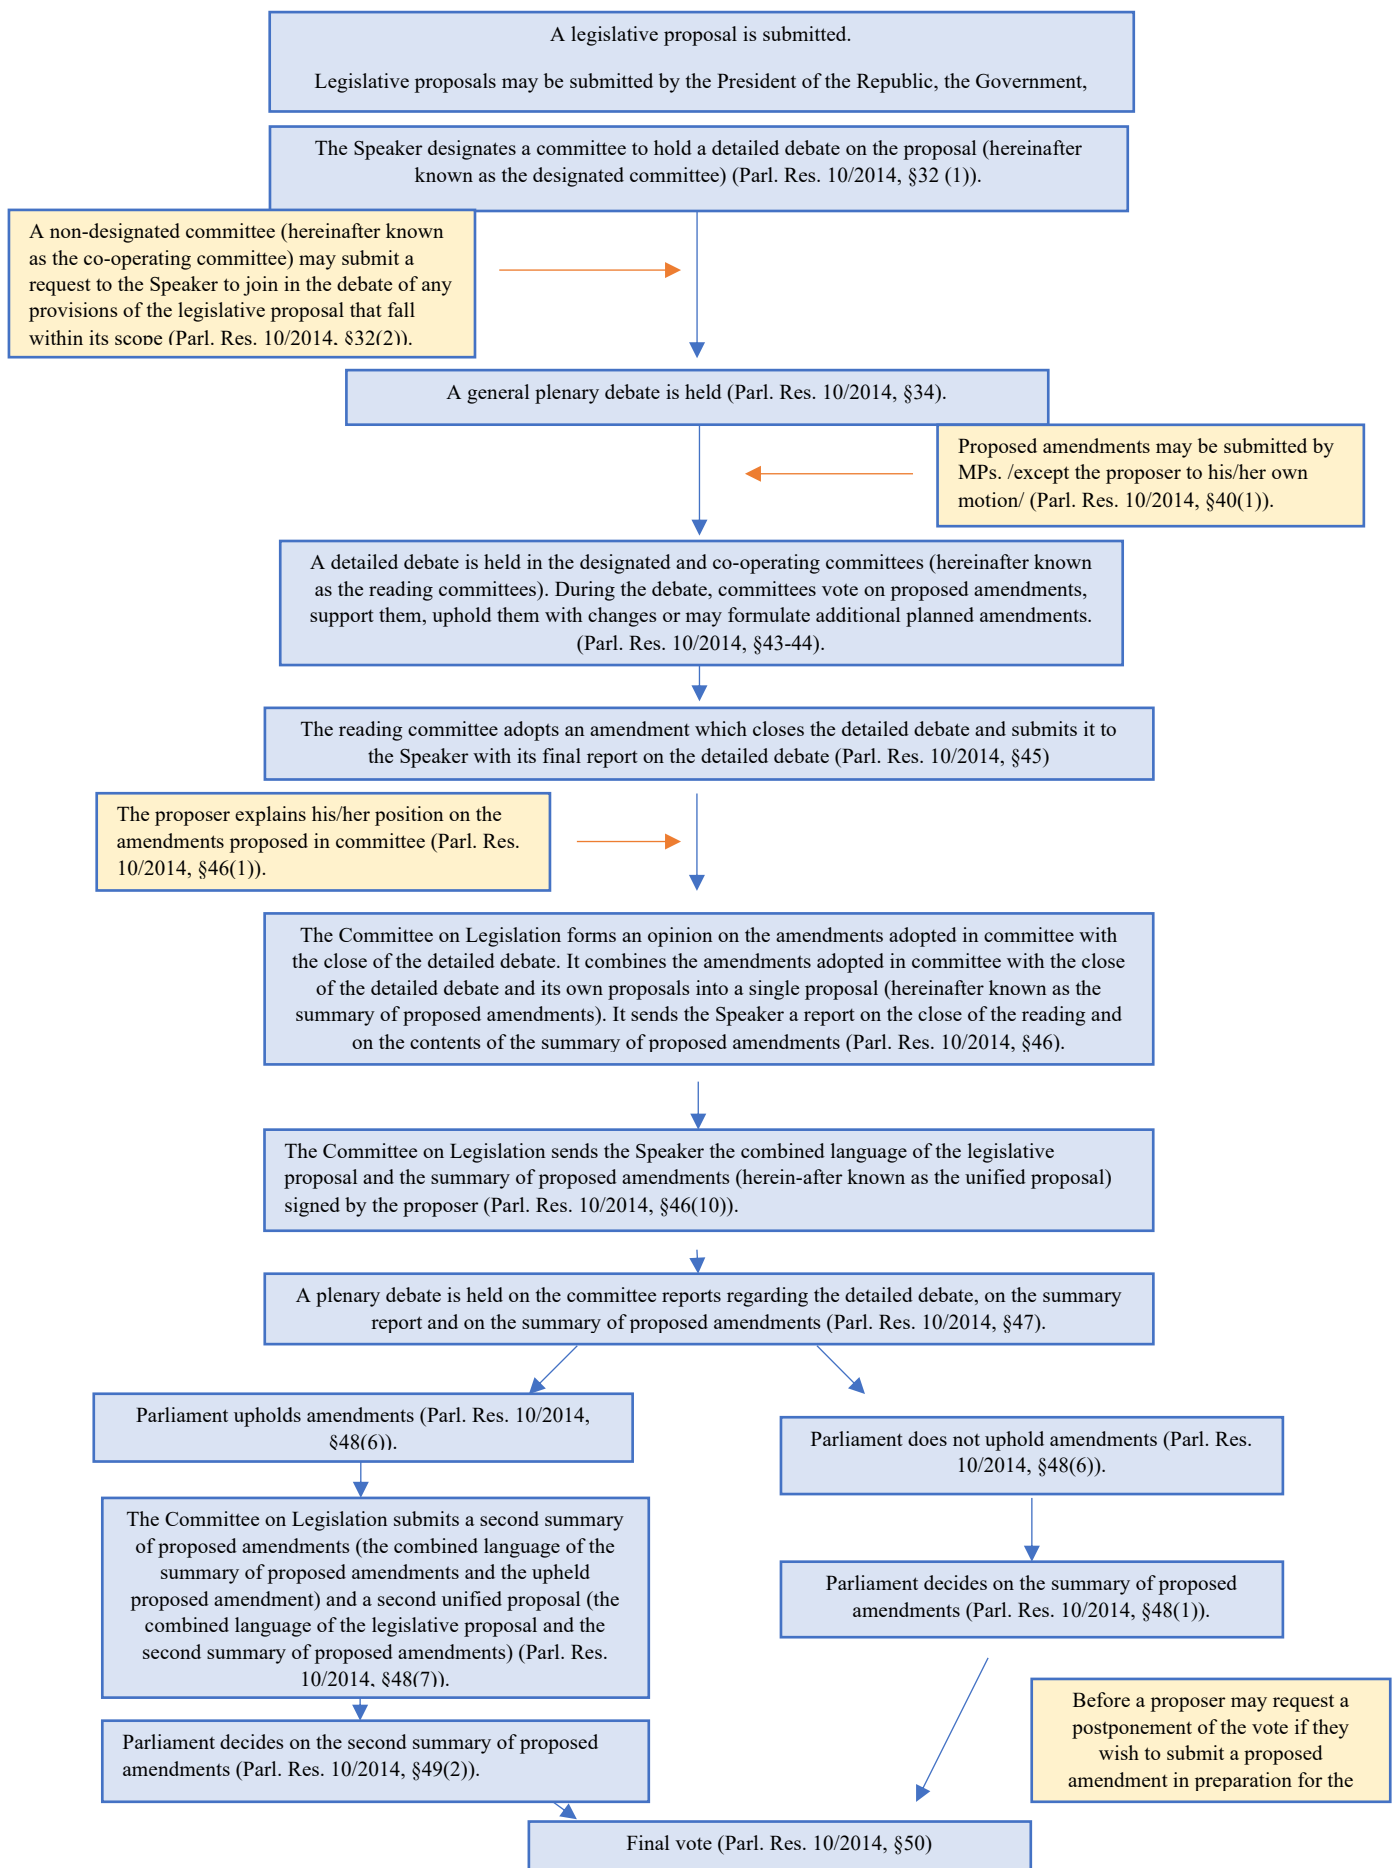 A legislative proposal is submitted.
Legislative proposals may be submitted by the President of the Republic, the Government,
The Speaker designates a committee to hold a detailed debate on the proposal (hereinafter
known as the designated committee) (Parl. Res. 10/2014, §32 (1)).
A non-designated committee (hereinafter known
as the co-operating committee) may submit a
request to the Speaker to join in the debate of any
provisions of the legislative proposal that fall
within its scope (Parl. Res. 10/2014, §32(2)).
A general plenary debate is held (Parl. Res. 10/2014, §34).
Proposed amendments may be submitted by
MPs. /except the proposer to his/her own
motion/ (Parl. Res. 10/2014, §40(1)).
A detailed debate is held in the designated and co-operating committees (hereinafter known
as the reading committees). During the debate, committees vote on proposed amendments,
support them, uphold them with changes or may formulate additional planned amendments.
(Parl. Res. 10/2014, §43-44).
The reading committee adopts an amendment which closes the detailed debate and submits it to
the Speaker with its final report on the detailed debate (Parl. Res. 10/2014, §45)
The proposer explains his/her position on the
amendments proposed in committee (Parl. Res.
10/2014, §46(1)).
The Committee on Legislation forms an opinion on the amendments adopted in committee with
the close of the detailed debate. It combines the amendments adopted in committee with the close
of the detailed debate and its own proposals into a single proposal (hereinafter known as the
summary of proposed amendments). It sends the Speaker a report on the close of the reading and
on the contents of the summary of proposed amendments (Parl. Res. 10/2014, §46).
The Committee on Legislation sends the Speaker the combined language of the legislative
proposal and the summary of proposed amendments (herein-after known as the unified proposal)
signed by the proposer (Parl. Res. 10/2014, §46(10)).
A plenary debate is held on the committee reports regarding the detailed debate, on the summary
report and on the summary of proposed amendments (Parl. Res. 10/2014, §47).
Parliament upholds amendments (Parl. Res. 10/2014,
§48(6)).
Parliament does not uphold amendments (Parl. Res.
10/2014, §48(6)).
The Committee on Legislation submits a second summary
of proposed amendments (the combined language of the
summary of proposed amendments and the upheld
proposed amendment) and a second unified proposal (the
combined language of the legislative proposal and the
second summary of proposed amendments) (Parl. Res.
10/2014, §48(7)).
Parliament decides on the summary of proposed
amendments (Parl. Res. 10/2014, §48(1)).
Before a proposer may request a
postponement of the vote if they
wish to submit a proposed
amendment in preparation for the
Parliament decides on the second summary of proposed
amendments (Parl. Res. 10/2014, §49(2)).
Final vote (Parl. Res. 10/2014, §50)